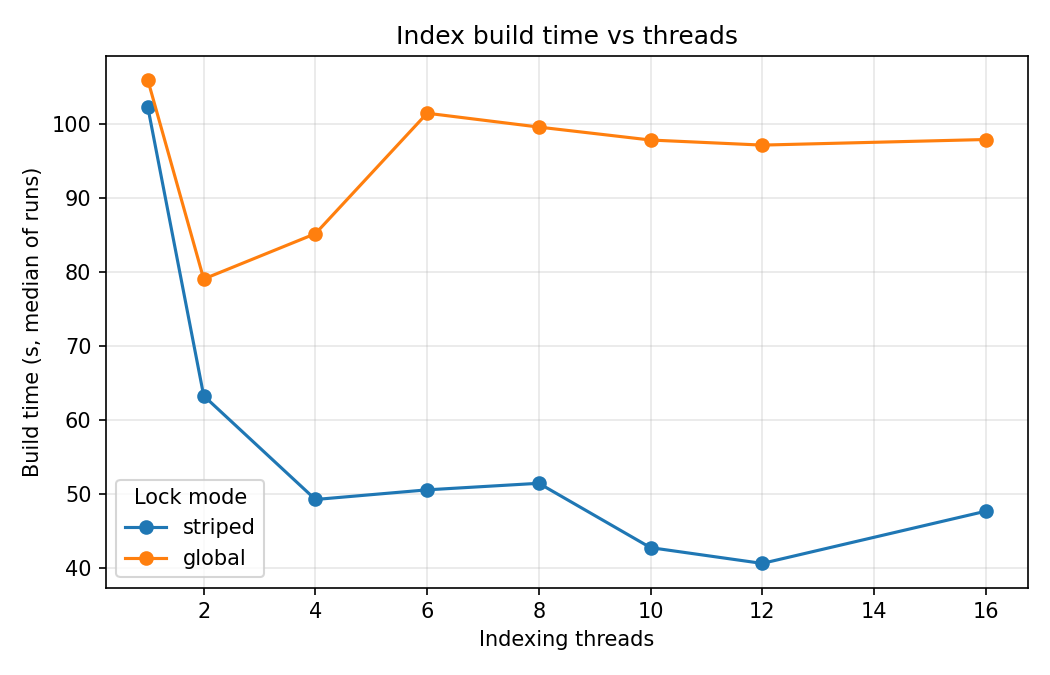 Index build time vs threads
Build time (s, median of runs)
100
90
80
70
60
50
40
Lock mode
striped
global
2 4 6 8 10 12 14 16
Indexing threads